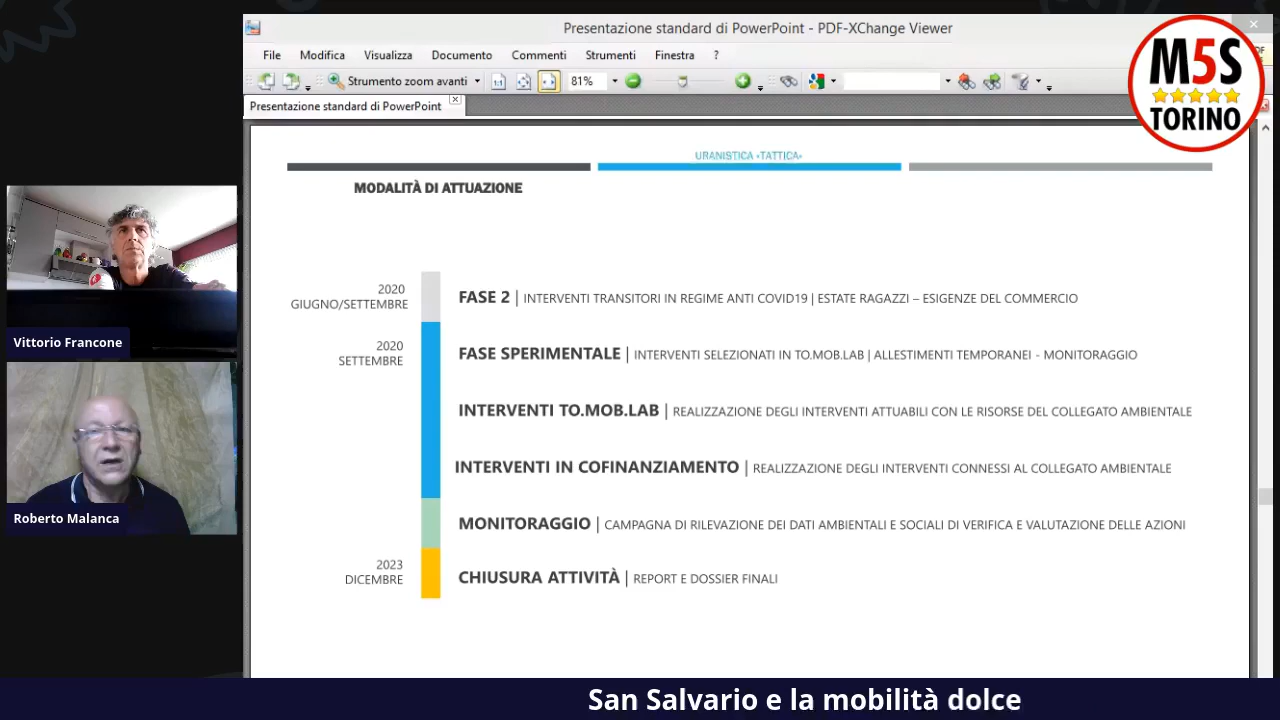 Presentazione standard di PowerPoint - PDF-XChange Viewer
File Modifica Visualizza Documento Commenti Strumenti Finestra ?
Strumento zoom avanti 81%
Presentazione standard di PowerPoint
M5S
TORINO
URANISTICA «TATTICA»
MODALITÀ DI ATTUAZIONE
2020
GIUGNO/SETTEMBRE
FASE 2 | INTERVENTI TRANSITORI IN REGIME ANTI COVID19 | ESTATE RAGAZZI – ESIGENZE DEL COMMERCIO
2020
SETTEMBRE
FASE SPERIMENTALE | INTERVENTI SELEZIONATI IN TO.MOB.LAB | ALLESTIMENTI TEMPORANEI - MONITORAGGIO
INTERVENTI TO.MOB.LAB | REALIZZAZIONE DEGLI INTERVENTI ATTUABILI CON LE RISORSE DEL COLLEGATO AMBIENTALE
INTERVENTI IN COFINANZIAMENTO | REALIZZAZIONE DEGLI INTERVENTI CONNESSI AL COLLEGATO AMBIENTALE
MONITORAGGIO | CAMPAGNA DI RILEVAZIONE DEI DATI AMBIENTALI E SOCIALI DI VERIFICA E VALUTAZIONE DELLE AZIONI
2023
DICEMBRE
CHIUSURA ATTIVITÀ | REPORT E DOSSIER FINALI
Vittorio Francone
Roberto Malanca
San Salvario e la mobilità dolce